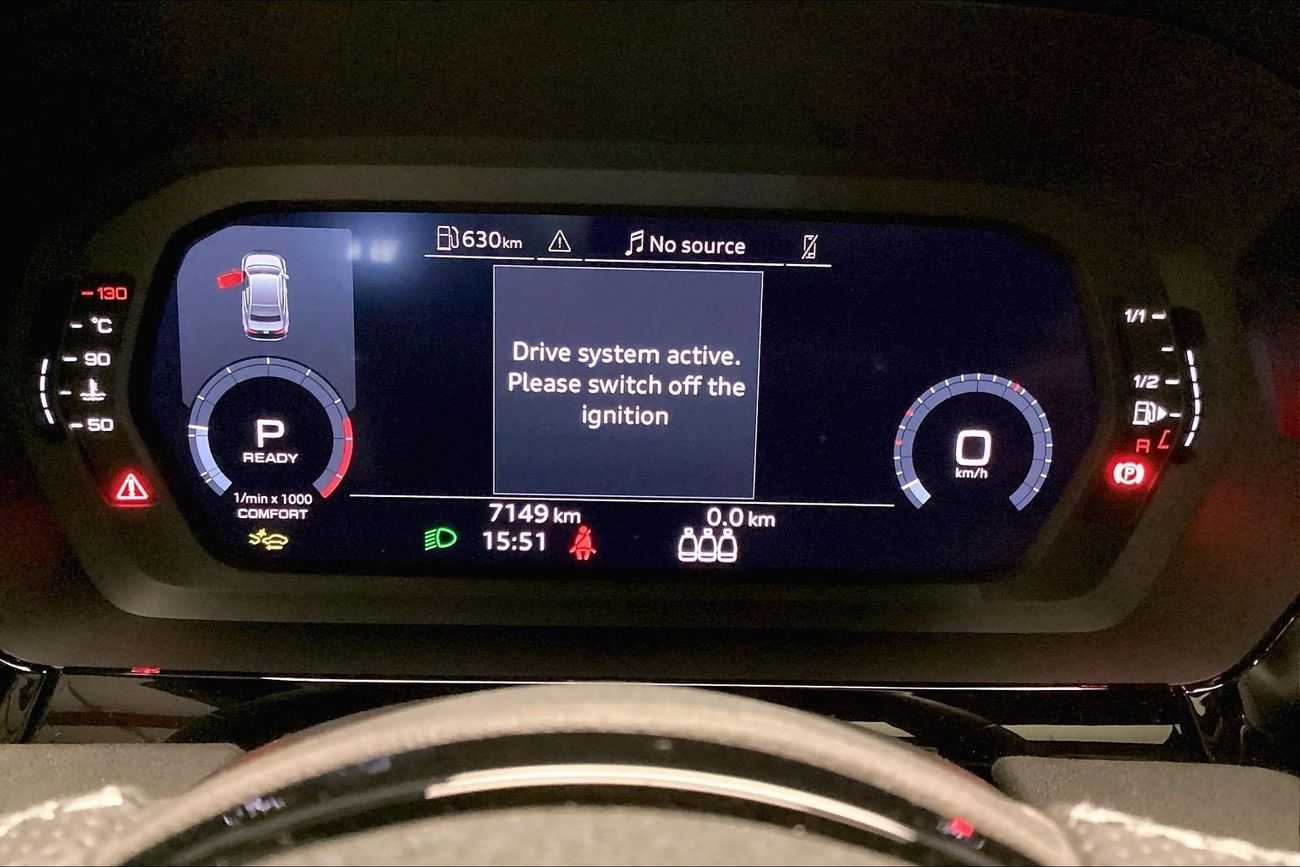 630km
No source
-130
°C
90
50
Drive system active.
Please switch off the
ignition
P
READY
1/min x 1000
COMFORT
1/1
1/2
R
0
km/h
P
7149 km
0.0 km
15:51